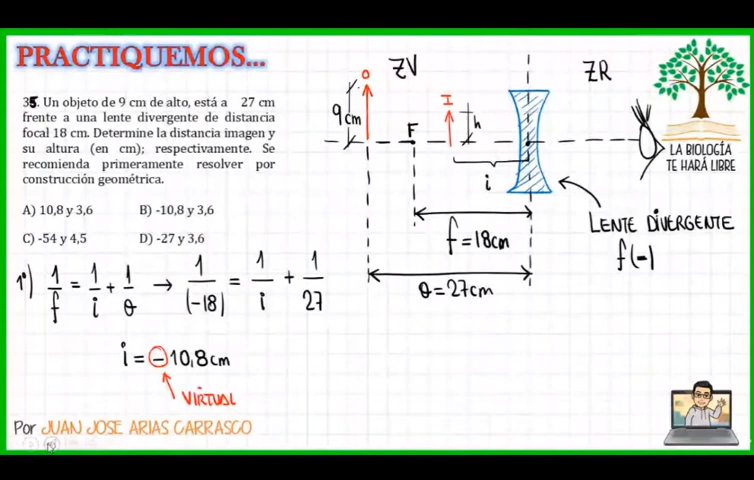 PRACTIQUEMOS...
35. Un objeto de 9 cm de alto, está a 27 cm
frente a una lente divergente de distancia
focal 18 cm. Determine la distancia imagen y
su altura (en cm); respectivamente. Se
recomienda primeramente resolver por
construcción geométrica.
A) 10,8 y 3,6 B) -10,8 y 3,6
C) -54 y 4,5 D) -27 y 3,6
O ZV ZR
9cm
F
I
h
i
LA BIOLOGÍA
TE HARÁ LIBRE
f=18cm
θ=27cm
LENTE DIVERGENTE
f(-)
1°) 1/f = 1/i + 1/θ → 1/(-18) = 1/i + 1/27
i = -10,8cm
VIRTUAL
Por JUAN JOSE ARIAS CARRASCO